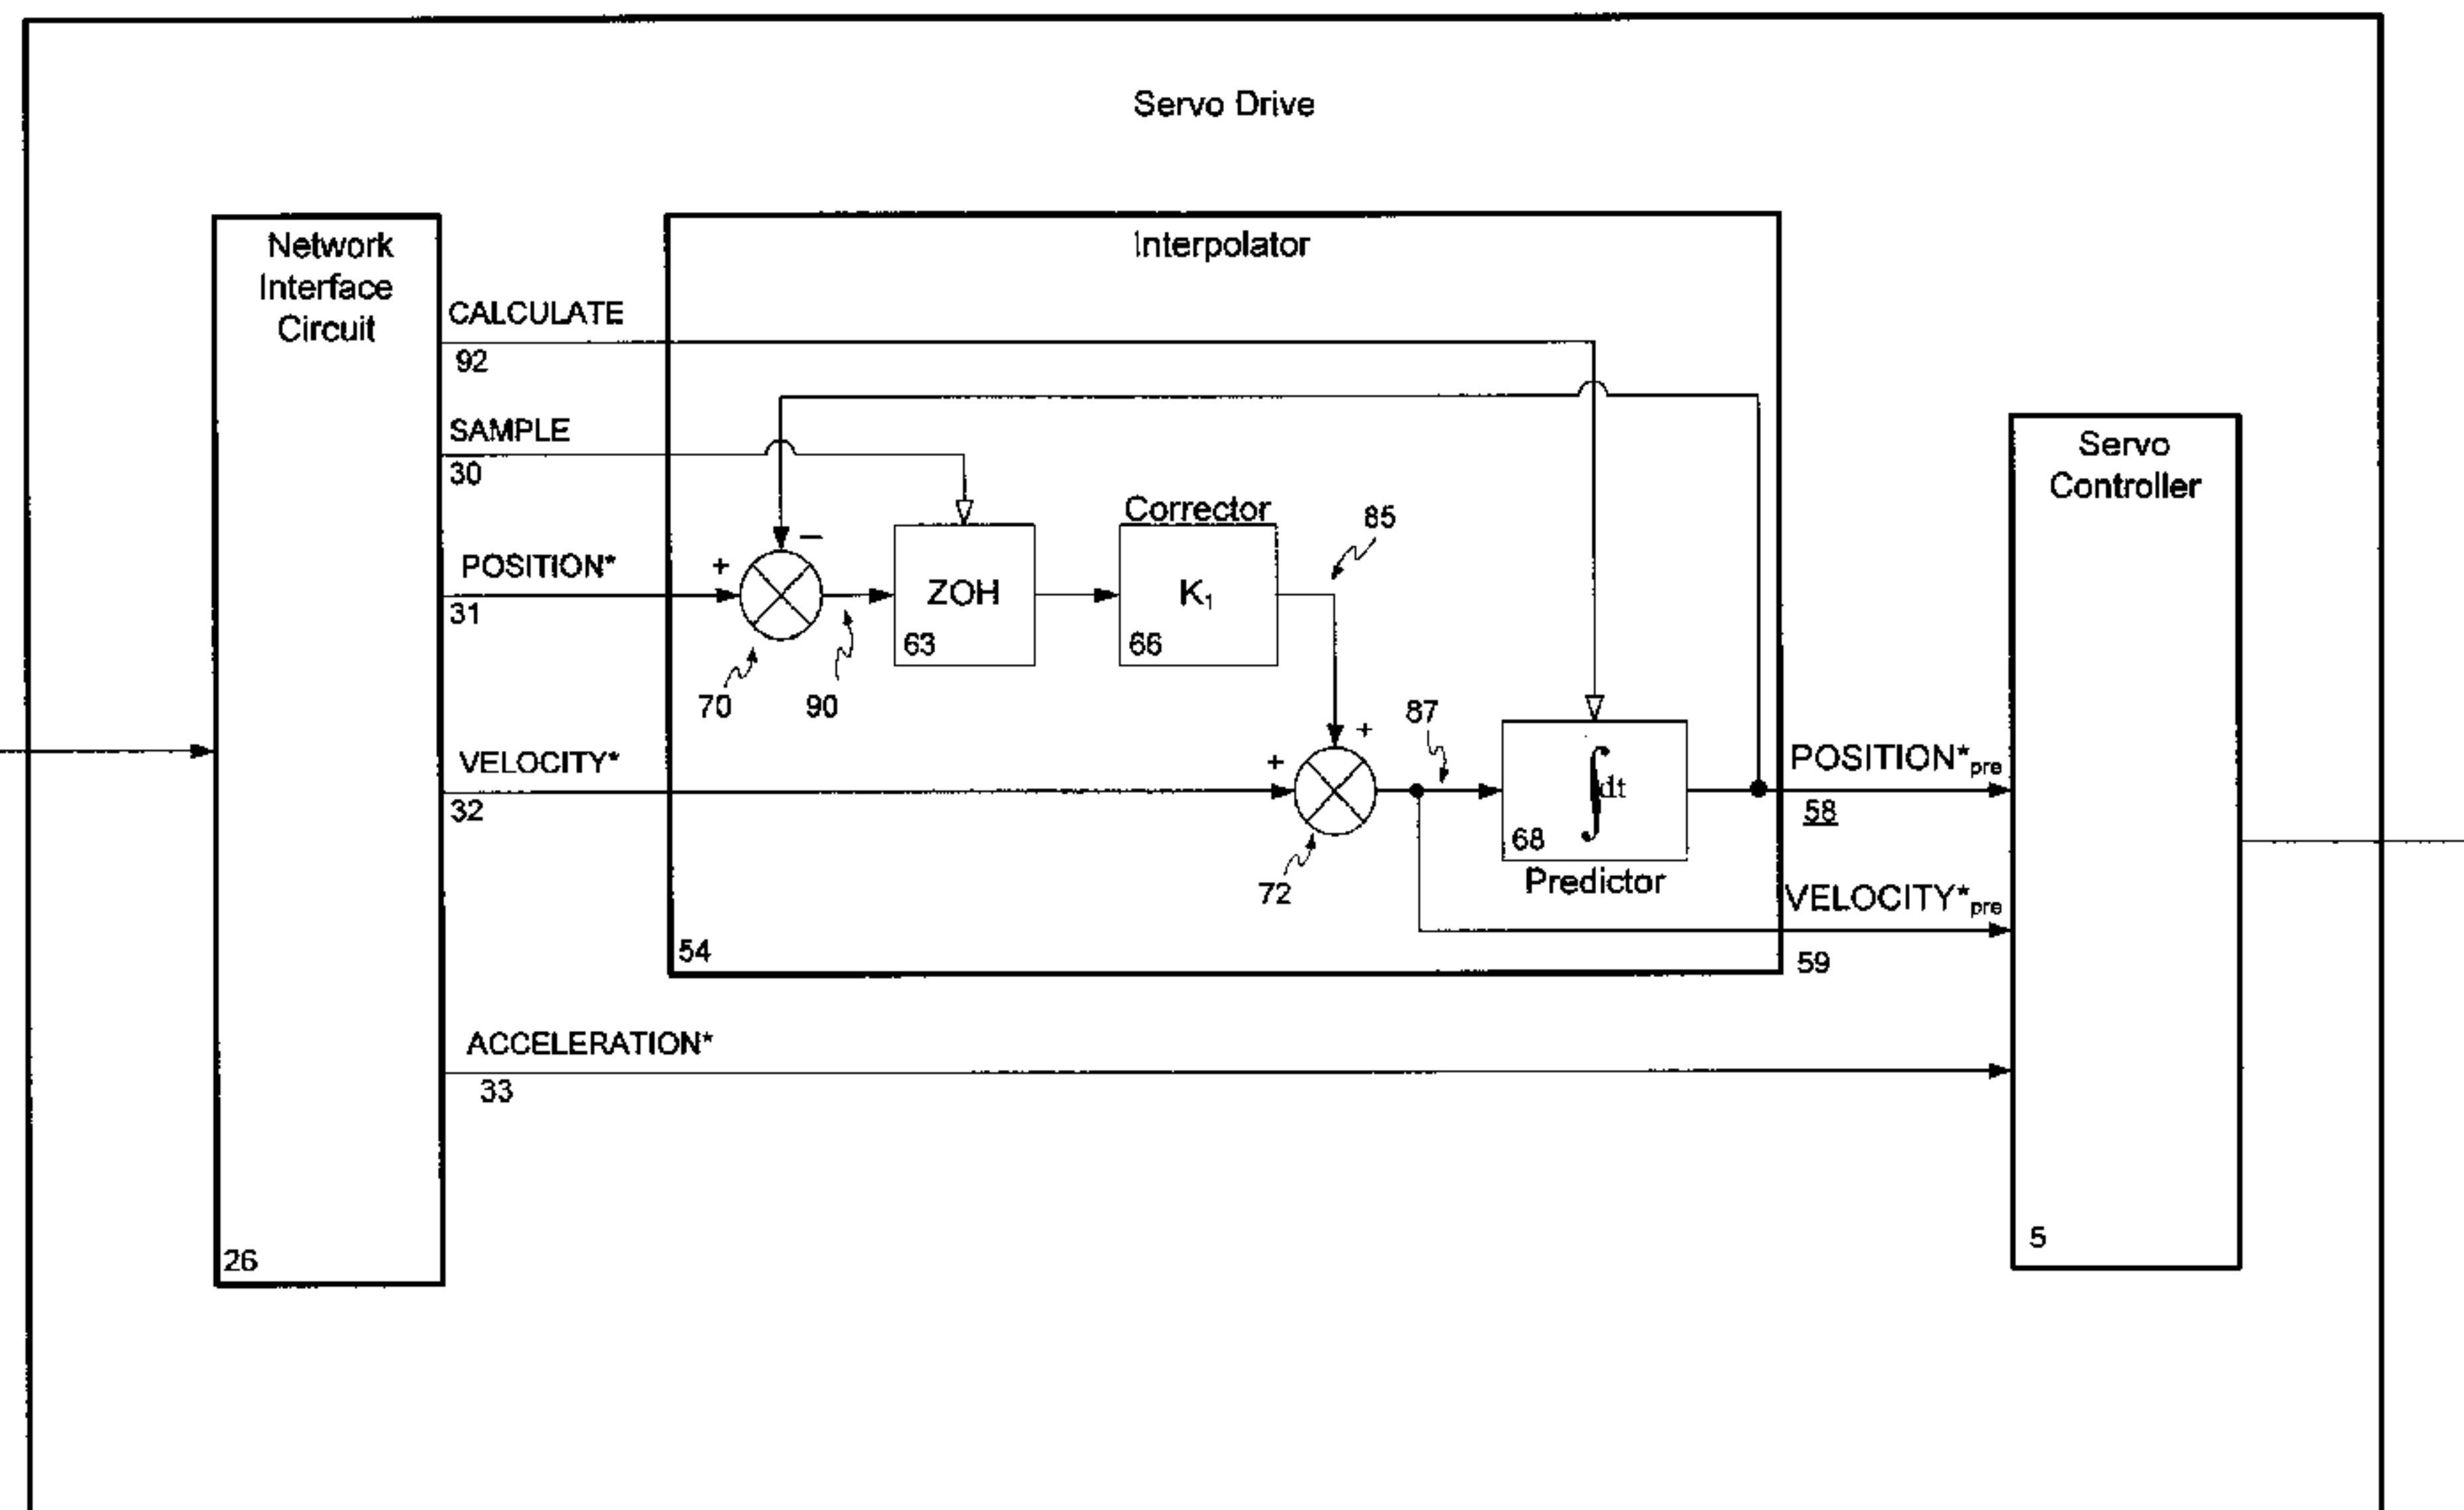 Servo Drive
Network
Interface
Circuit
26
CALCULATE
92
SAMPLE
30
POSITION*
31
VELOCITY*
32
ACCELERATION*
33
Interpolator
54
+
−
70
90
ZOH
63
Corrector
K₁
66
85
+
+
72
87
∫dt
68
Predictor
POSITION*pre
58
VELOCITY*pre
59
Servo
Controller
5